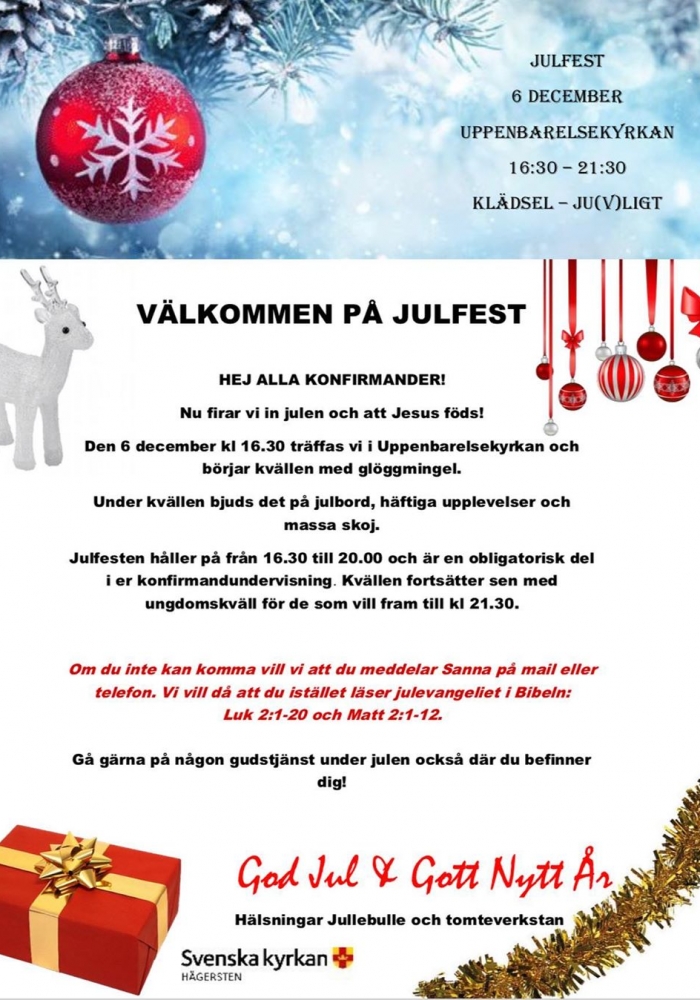 JULFEST
6 DECEMBER
UPPENBARELSEKYRKAN
16:30 – 21:30
KLÄDSEL – JU(V)LIGT
VÄLKOMMEN PÅ JULFEST
HEJ ALLA KONFIRMANDER!
Nu firar vi in julen och att Jesus föds!
Den 6 december kl 16.30 träffas vi i Uppenbarelsekyrkan och
börjar kvällen med glöggmingel.
Under kvällen bjuds det på julbord, häftiga upplevelser och
massa skoj.
Julfesten håller på från 16.30 till 20.00 och är en obligatorisk del
i er konfirmandundervisning. Kvällen fortsätter sen med
ungdomskväll för de som vill fram till kl 21.30.
Om du inte kan komma vill vi att du meddelar Sanna på mail eller
telefon. Vi vill då att du istället läser julevangeliet i Bibeln:
Luk 2:1-20 och Matt 2:1-12.
Gå gärna på någon gudstjänst under julen också där du befinner
dig!
God Jul & Gott Nytt År
Hälsningar Jullebulle och tomteverkstan
Svenska kyrkan
HÄGERSTEN